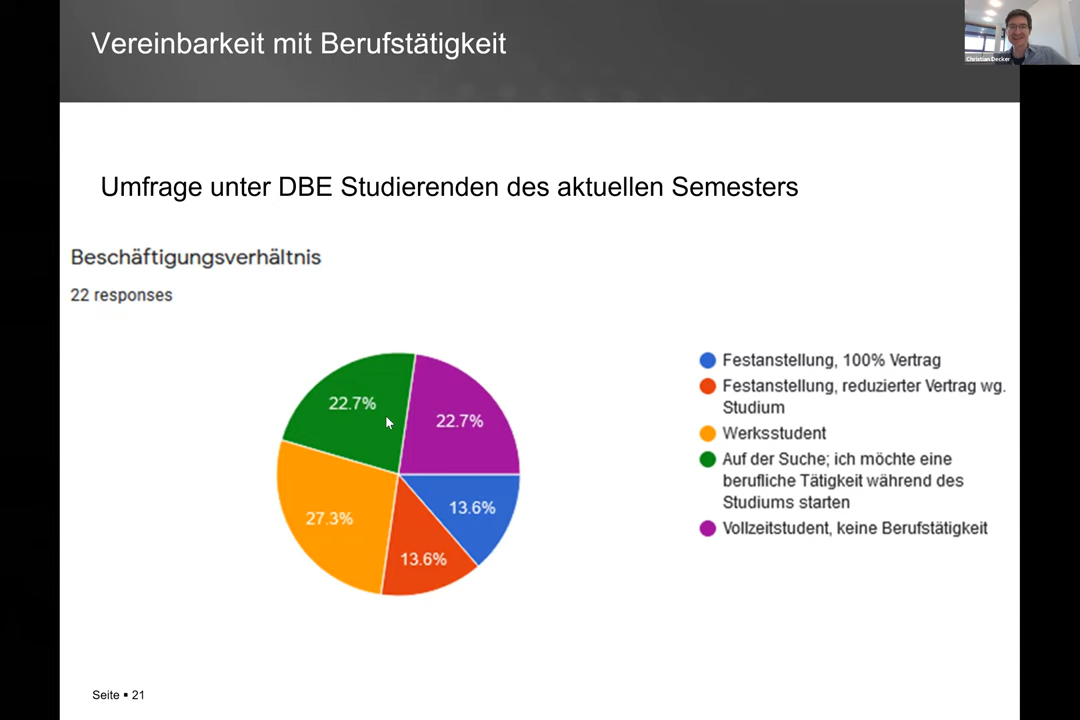 Vereinbarkeit mit Berufstätigkeit
Christian Decker
Umfrage unter DBE Studierenden des aktuellen Semesters
Beschäftigungsverhältnis
22 responses
22.7%
22.7%
27.3%
13.6%
13.6%
Festanstellung, 100% Vertrag
Festanstellung, reduzierter Vertrag wg.
Studium
Werksstudent
Auf der Suche; ich möchte eine
berufliche Tätigkeit während des
Studiums starten
Vollzeitstudent, keine Berufstätigkeit
Seite ▪ 21